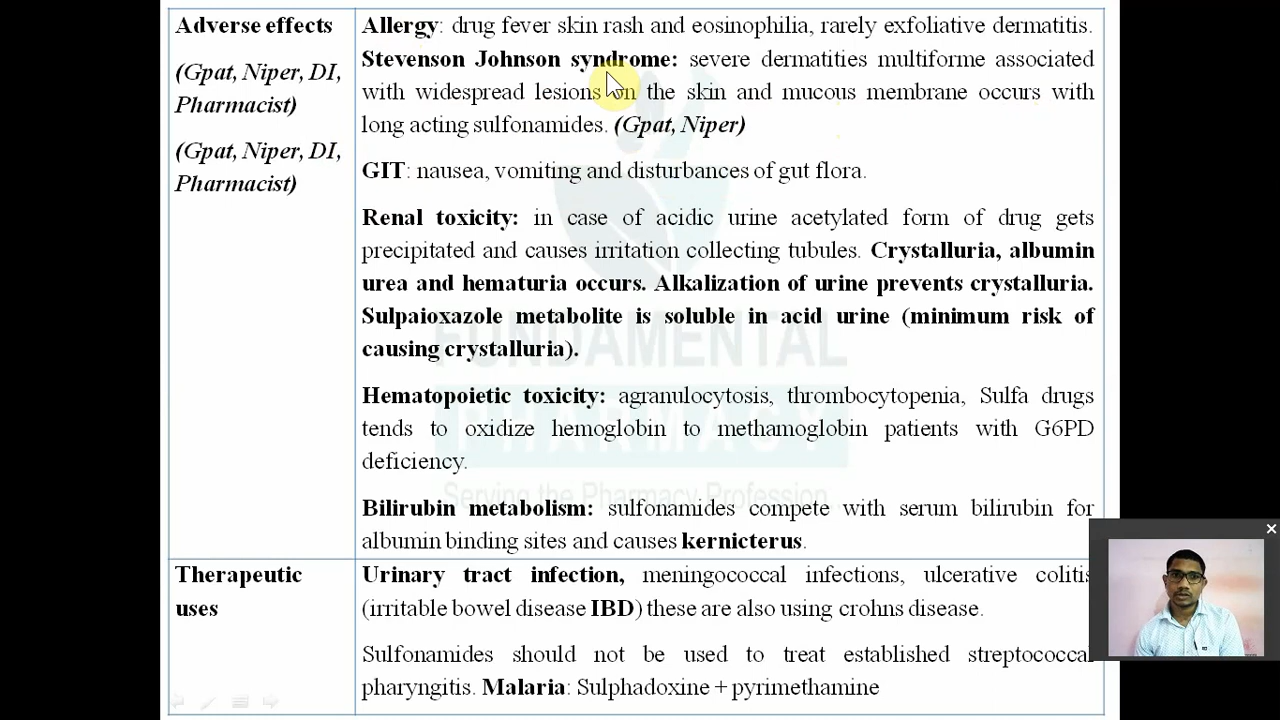 Adverse effects
(Gpat, Niper, DI,
Pharmacist)
(Gpat, Niper, DI,
Pharmacist)
Allergy: drug fever skin rash and eosinophilia, rarely exfoliative dermatitis.
Stevenson Johnson syndrome: severe dermatities multiforme associated
with widespread lesions on the skin and mucous membrane occurs with
long acting sulfonamides. (Gpat, Niper)
GIT: nausea, vomiting and disturbances of gut flora.
Renal toxicity: in case of acidic urine acetylated form of drug gets
precipitated and causes irritation collecting tubules. Crystalluria, albumin
urea and hematuria occurs. Alkalization of urine prevents crystalluria.
Sulpaioxazole metabolite is soluble in acid urine (minimum risk of
causing crystalluria).
Hematopoietic toxicity: agranulocytosis, thrombocytopenia, Sulfa drugs
tends to oxidize hemoglobin to methamoglobin patients with G6PD
deficiency.
Bilirubin metabolism: sulfonamides compete with serum bilirubin for
albumin binding sites and causes kernicterus.
Therapeutic
uses
Urinary tract infection, meningococcal infections, ulcerative colitis
(irritable bowel disease IBD) these are also using crohns disease.
Sulfonamides should not be used to treat established streptococcal
pharyngitis. Malaria: Sulphadoxine + pyrimethamine
FUNDAMENTAL
PHARMACY
Serving the Pharmacy Profession